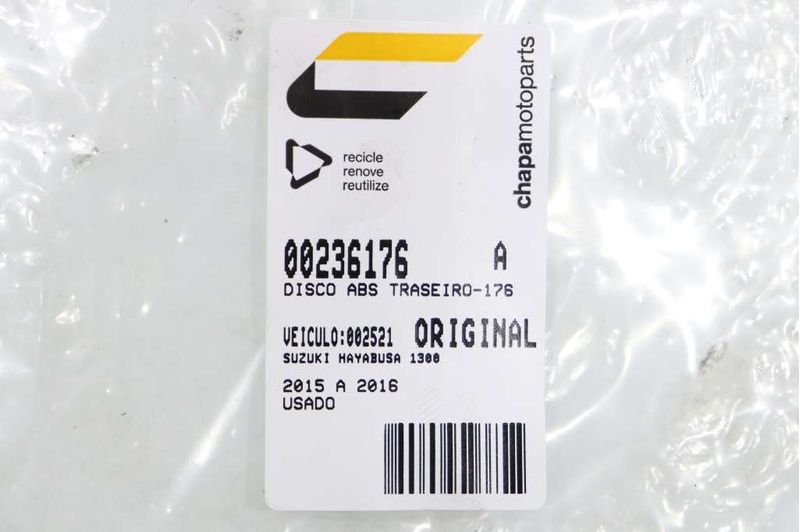 chapamotoparts
recicle
renove
reutilize
00236176 A
DISCO ABS TRASEIRO-176
VEICULO:002521 ORIGINAL
SUZUKI HAYABUSA 1300
2015 A 2016
USADO